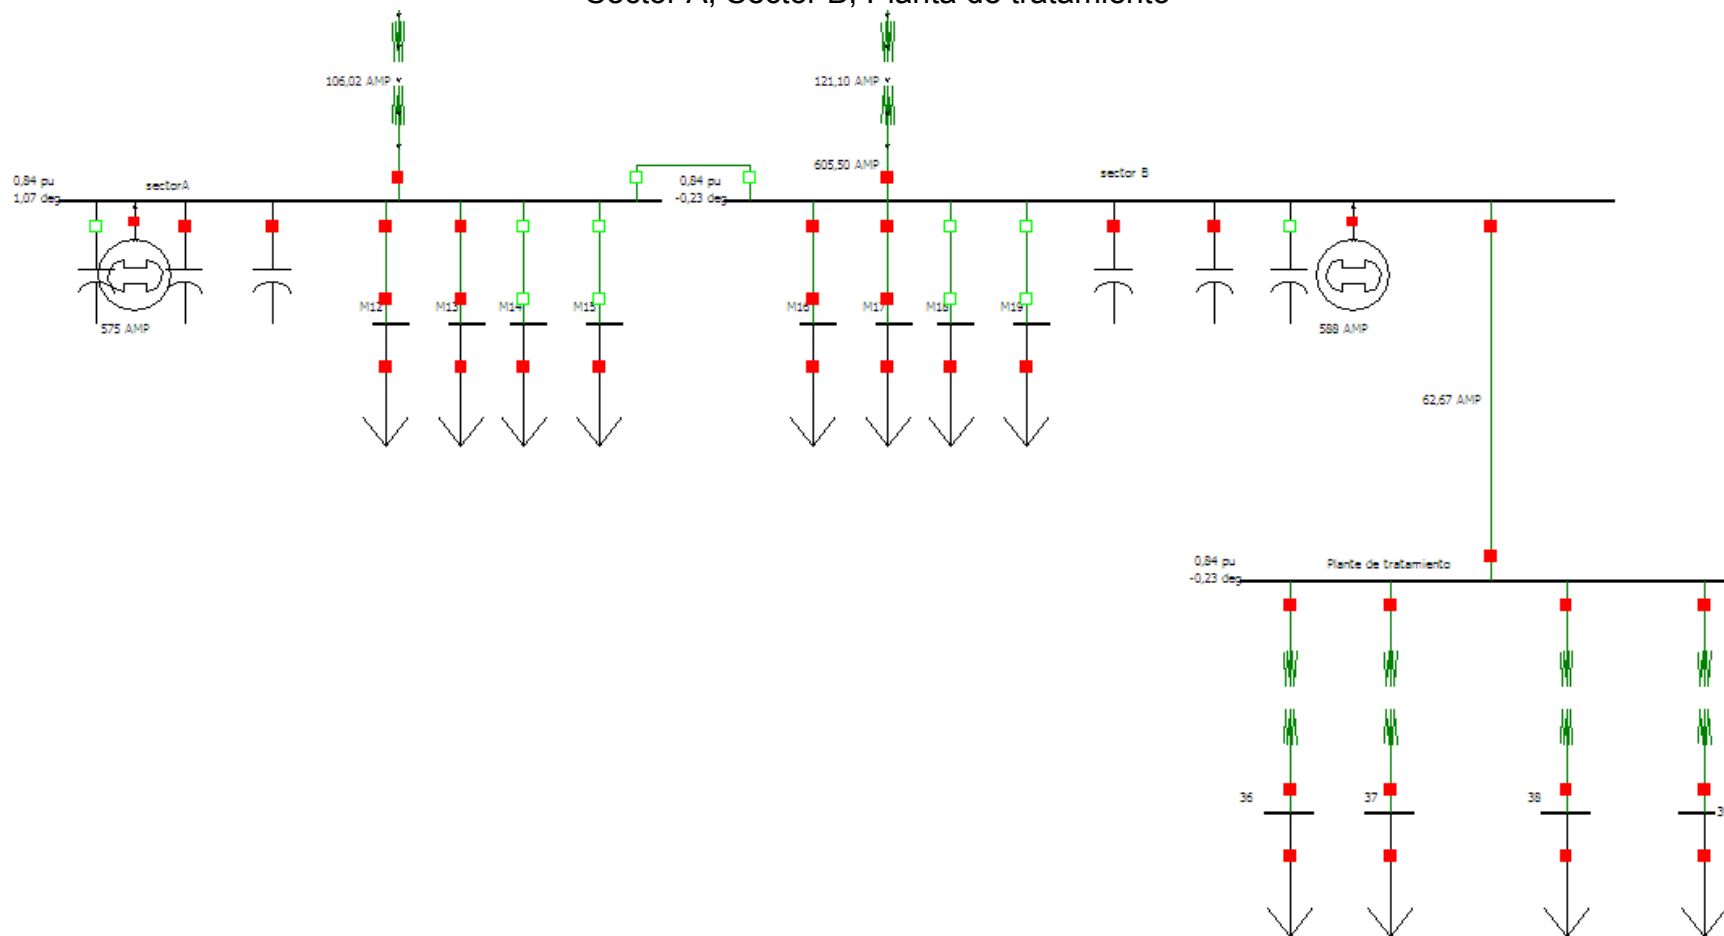 Sector A, Sector B, Planta de tratamiento
106,02 AMP
121,10 AMP
605,50 AMP
0,84 pu
1,07 deg
sectorA
0,84 pu
-0,23 deg
sector B
M12
M13
M14
M15
M16
M17
M18
M19
575 AMP
588 AMP
62,67 AMP
0,84 pu
-0,23 deg
Plante de tratamiento
36
37
38